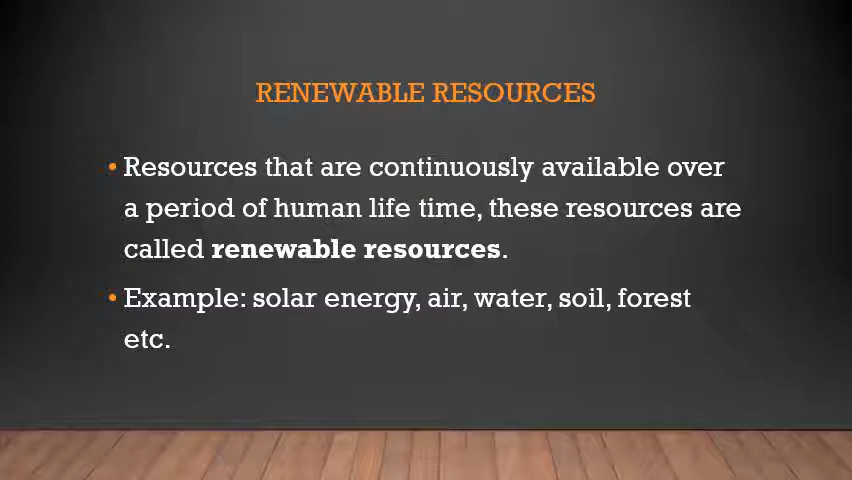 RENEWABLE RESOURCES
• Resources that are continuously available over
a period of human life time, these resources are
called renewable resources.
• Example: solar energy, air, water, soil, forest
etc.